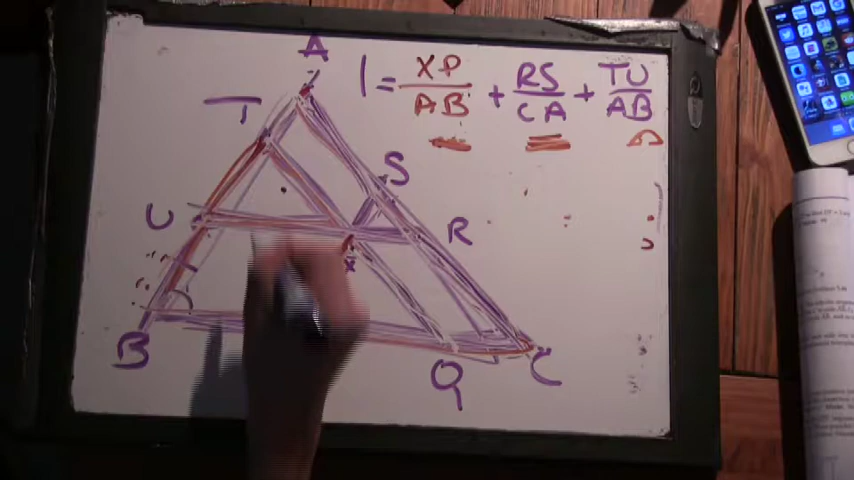 A
1 = XP/AB + RS/CA + TU/AB
T
S
U
R
x
B
Q
C